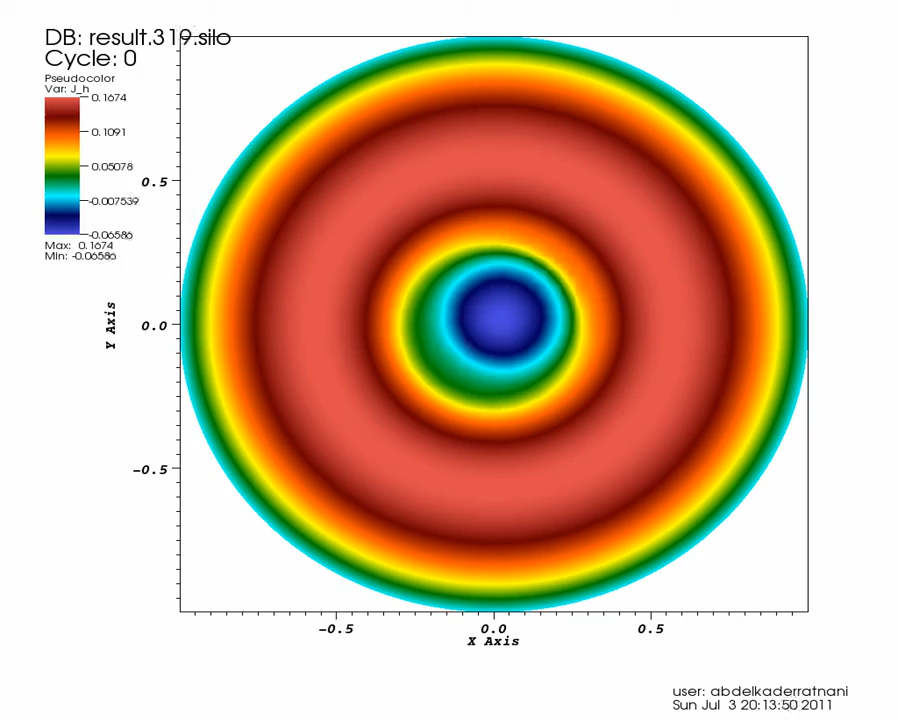 DB: result.319.silo
Cycle: 0
Pseudocolor
Var: J_h
0.1674
0.1091
0.05078
-0.007539
-0.06586
Max: 0.1674
Min: -0.06586
0.5
0.0
-0.5
Y Axis
-0.5
0.0
0.5
X Axis
user: abdelkaderratnani
Sun Jul 3 20:13:50 2011